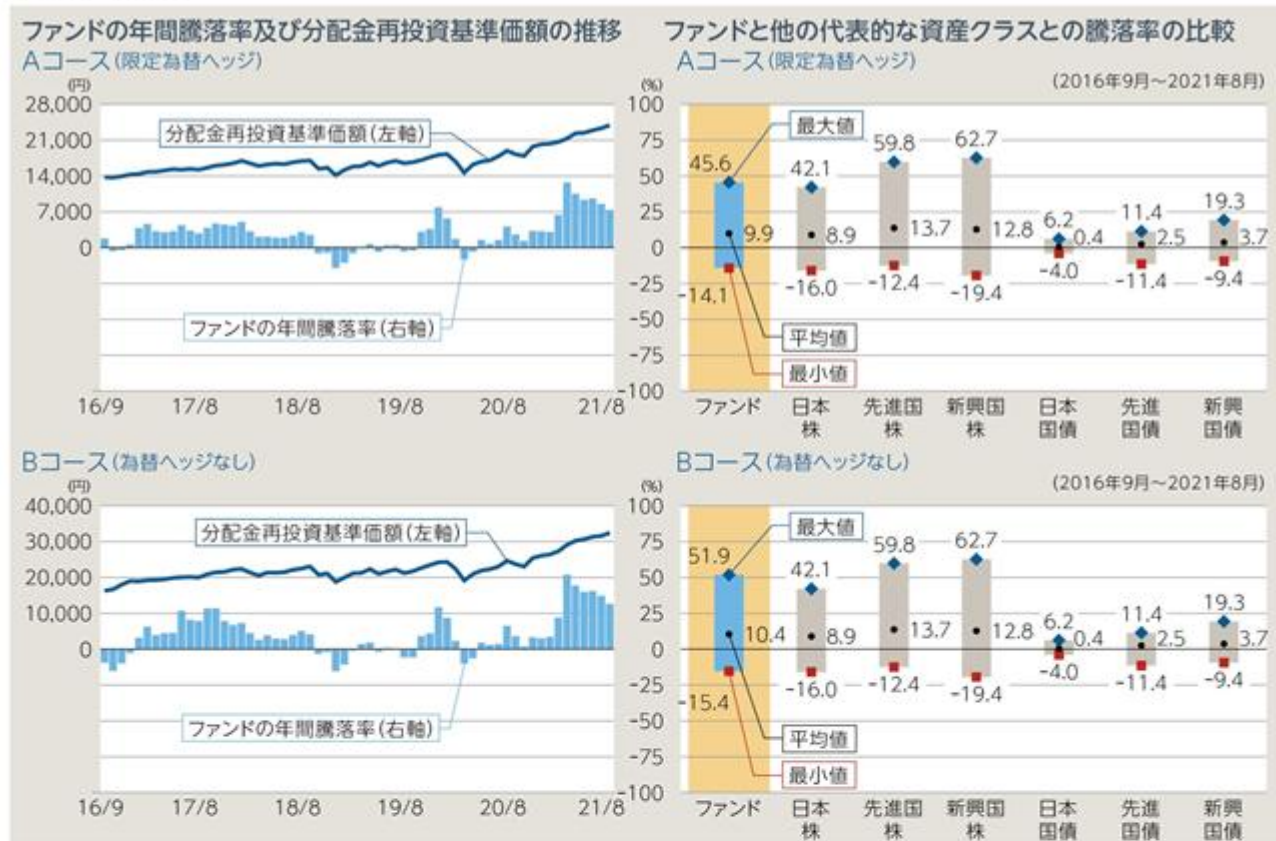 ファンドの年間騰落率及び分配金再投資基準価額の推移
Aコース(限定為替ヘッジ)
(円)
28,000
21,000
14,000
7,000
0
分配金再投資基準価額(左軸)
ファンドの年間騰落率(右軸)
16/9 17/8 18/8 19/8 20/8 21/8
ファンドと他の代表的な資産クラスとの騰落率の比較
Aコース(限定為替ヘッジ)
(2016年9月〜2021年8月)
(%)
100
75
50
25
0
-25
-50
-75
-100
最大値
平均値
最小値
45.6 42.1 59.8 62.7 6.2 11.4 19.3
9.9 8.9 13.7 12.8 0.4 2.5 3.7
-14.1 -16.0 -12.4 -19.4 -4.0 -11.4 -9.4
ファンド 日本 先進国 新興国 日本 先進 新興
株 株 株 国債 国債 国債
Bコース(為替ヘッジなし)
(円)
40,000
30,000
20,000
10,000
0
分配金再投資基準価額(左軸)
ファンドの年間騰落率(右軸)
16/9 17/8 18/8 19/8 20/8 21/8
Bコース(為替ヘッジなし)
(2016年9月〜2021年8月)
(%)
100
75
50
25
0
-25
-50
-75
-100
最大値
平均値
最小値
51.9 42.1 59.8 62.7 6.2 11.4 19.3
10.4 8.9 13.7 12.8 0.4 2.5 3.7
-15.4 -16.0 -12.4 -19.4 -4.0 -11.4 -9.4
ファンド 日本 先進国 新興国 日本 先進 新興
株 株 株 国債 国債 国債